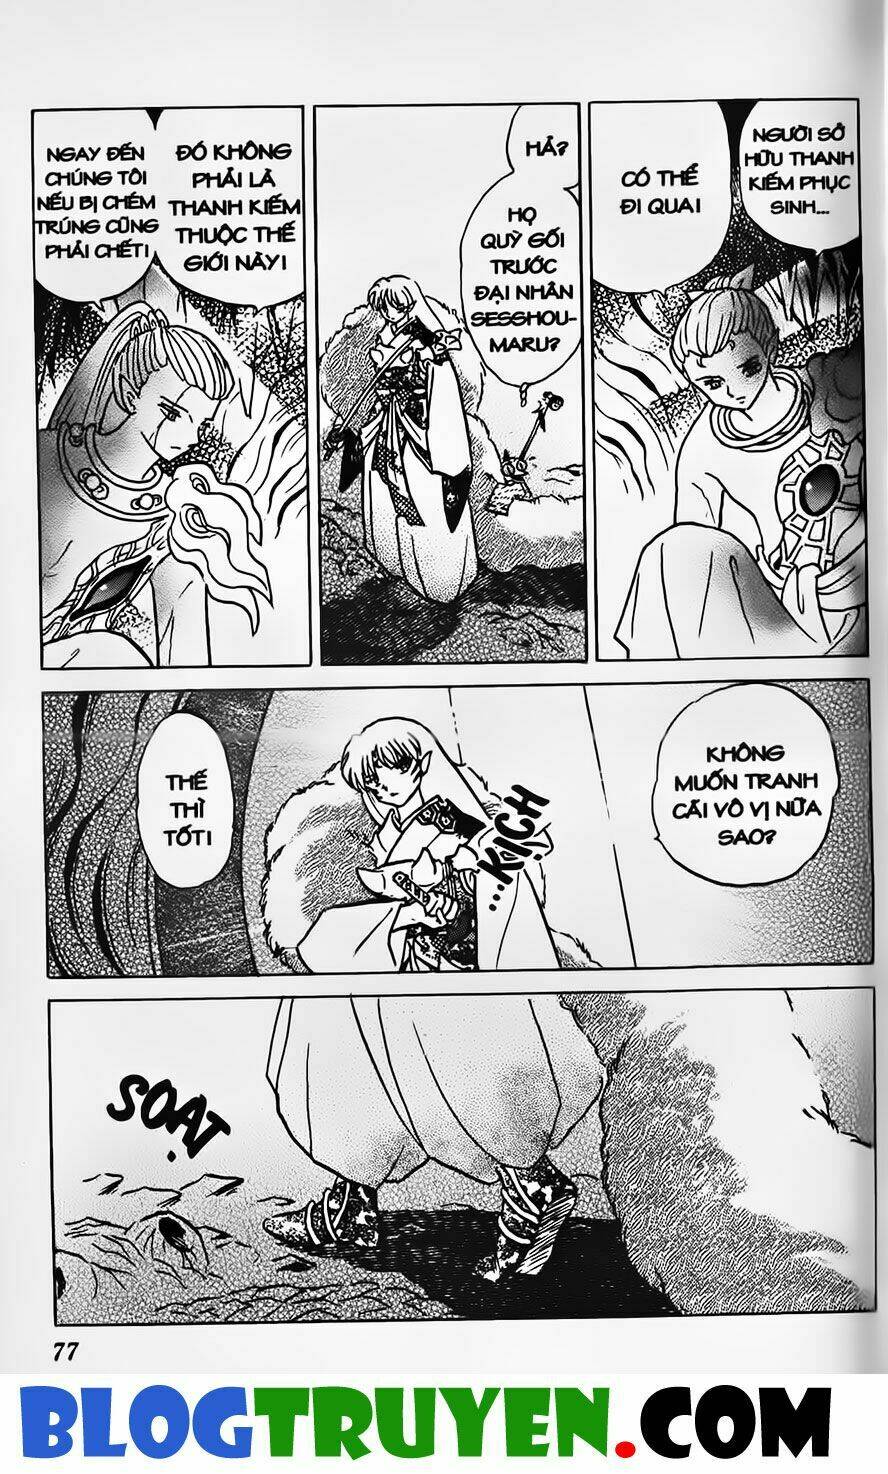 NGƯỜI SỞ
HỮU THANH
KIẾM PHỤC
SINH...
CÓ THỂ
ĐI QUA!
HẢ?
HỌ
QUỲ GỐI
TRƯỚC
ĐẠI NHÂN
SESSHOU-
MARU?
ĐÓ KHÔNG
PHẢI LÀ
THANH KIẾM
THUỘC THẾ
GIỚI NÀY!
NGAY ĐẾN
CHÚNG TÔI
NẾU BỊ CHÉM
TRÚNG CŨNG
PHẢI CHẾT!
KHÔNG
MUỐN TRANH
CÃI VÔ VỊ NỮA
SAO?
...KỊCH
THẾ
THÌ
TỐT!
SOẠT
77
BLOGTRUYEN.COM